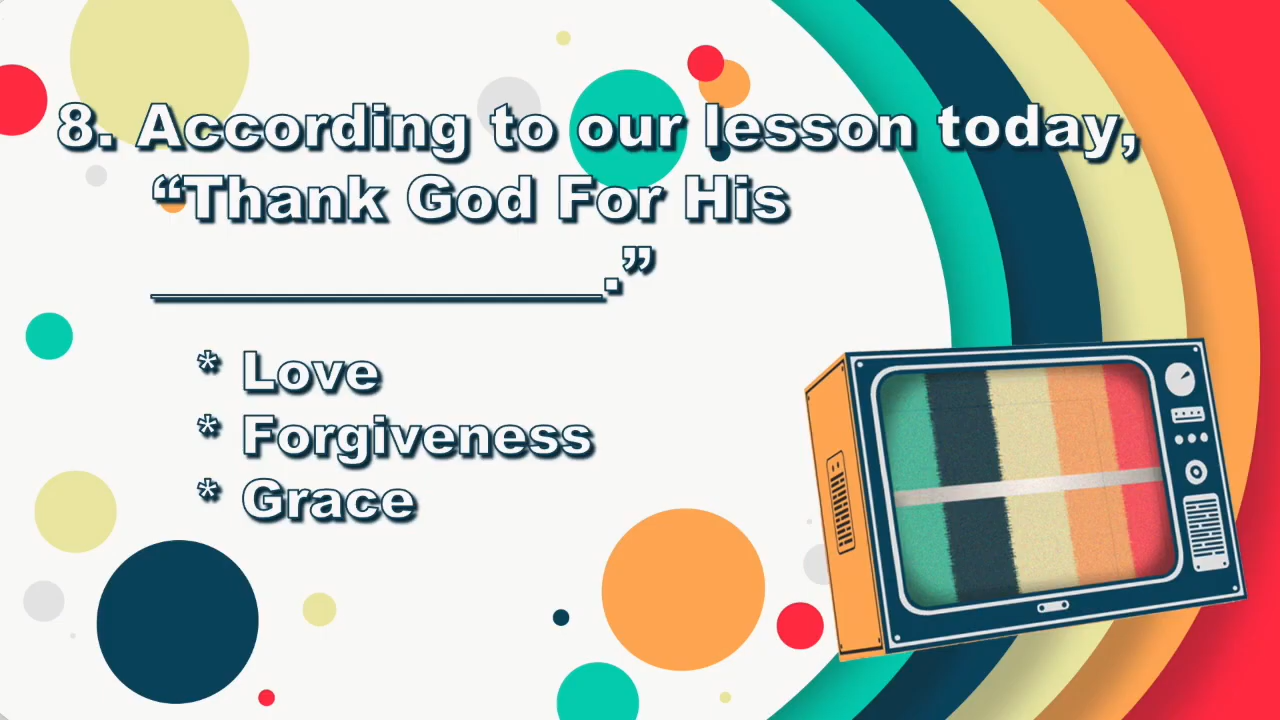 8. According to our lesson today,
“Thank God For His
_______________.”
* Love
* Forgiveness
* Grace